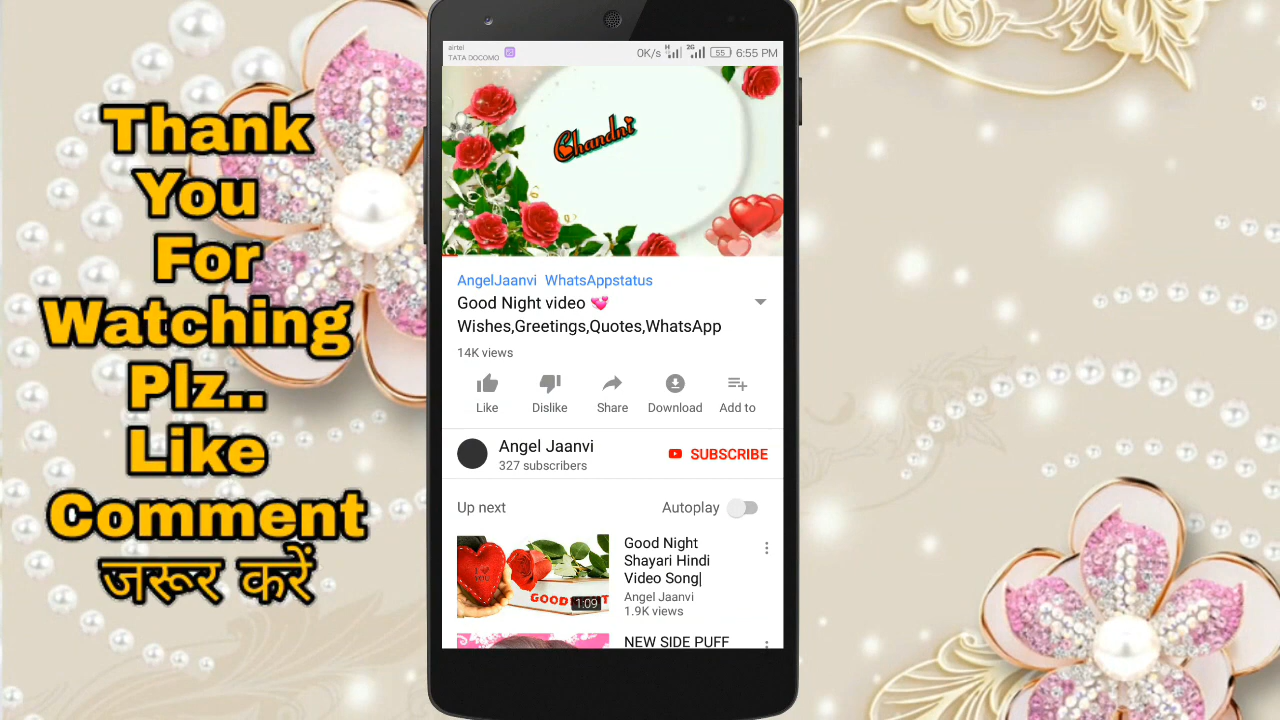 Thank
You
For
Watching
Plz..
Like
Comment
जरूर करें
airtel
TATA DOCOMO
0K/s H 2G 55 6:55 PM
Chandni
AngelJaanvi WhatsAppstatus
Good Night video 💞
Wishes,Greetings,Quotes,WhatsApp
14K views
Like Dislike Share Download Add to
Angel Jaanvi
327 subscribers
SUBSCRIBE
Up next Autoplay
I ❤ YOU
GOOD
1:09
Good Night
Shayari Hindi
Video Song|
Angel Jaanvi
1.9K views
NEW SIDE PUFF